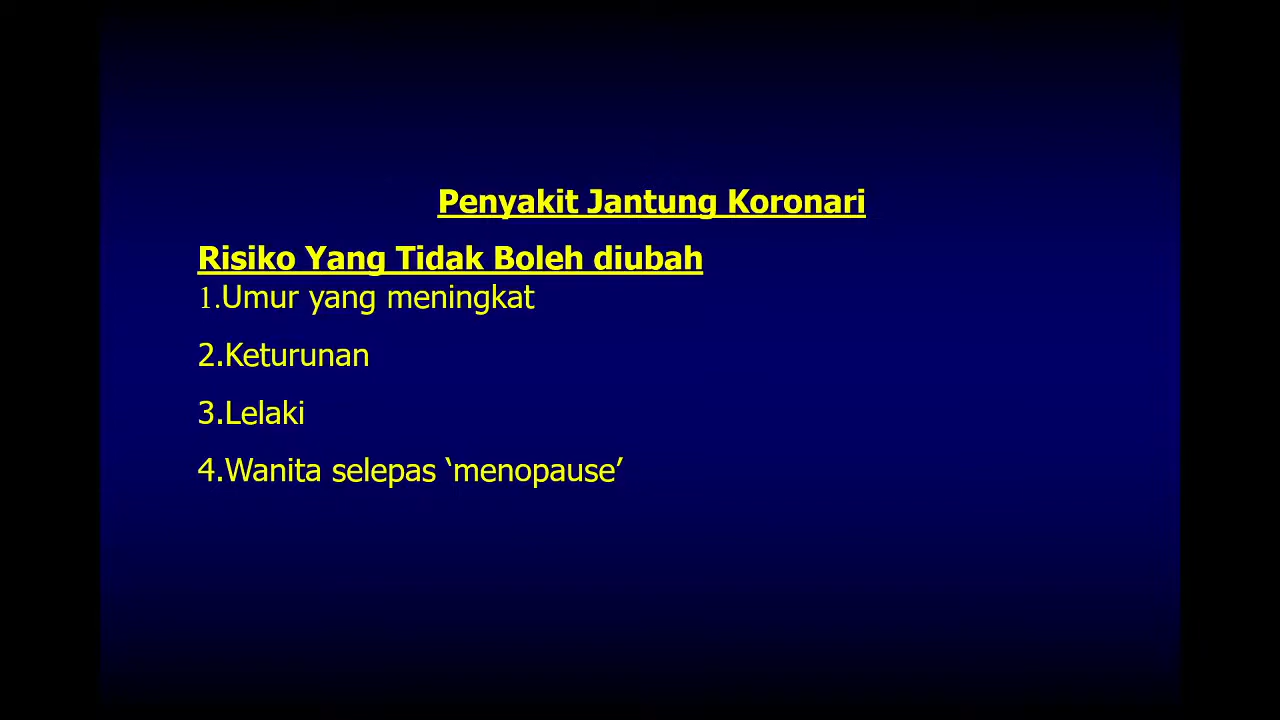 Penyakit Jantung Koronari
Risiko Yang Tidak Boleh diubah
1.Umur yang meningkat
2.Keturunan
3.Lelaki
4.Wanita selepas ‘menopause’